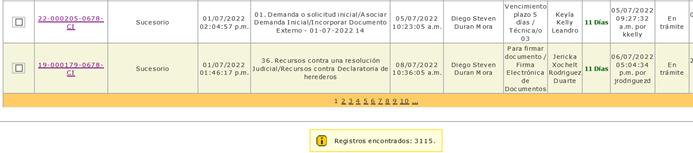 22-000205-0678-
CI
Sucesorio
01/07/2022
02:04:57 p.m.
01. Demanda o solicitud inicial/Asociar
Demanda Inicial/Incorporar Documento
Externo - 01-07-2022 14
05/07/2022
10:23:05 a.m.
Diego Steven
Duran Mora
Vencimiento
plazo 5
días /
Técnica/o
03
Keyla
Kelly
Leandro
11 Días
05/07/2022
09:27:32
a.m. por
kkelly
En
trámite
19-000179-0678-
CI
Sucesorio
01/07/2022
01:46:17 p.m.
36. Recursos contra una resolución
Judicial/Recursos contra Declaratoria de
herederos
08/07/2022
10:36:05 a.m.
Diego Steven
Duran Mora
Para firmar
documento /
Firma
Electrónica
de
Documentos
Jericka
Xochelt
Rodriguez
Duarte
11 Días
06/07/2022
05:04:34
p.m. por
jrodriguezd
En
trámite
1 2 3 4 5 6 7 8 9 10 ...
Registros encontrados: 3115.